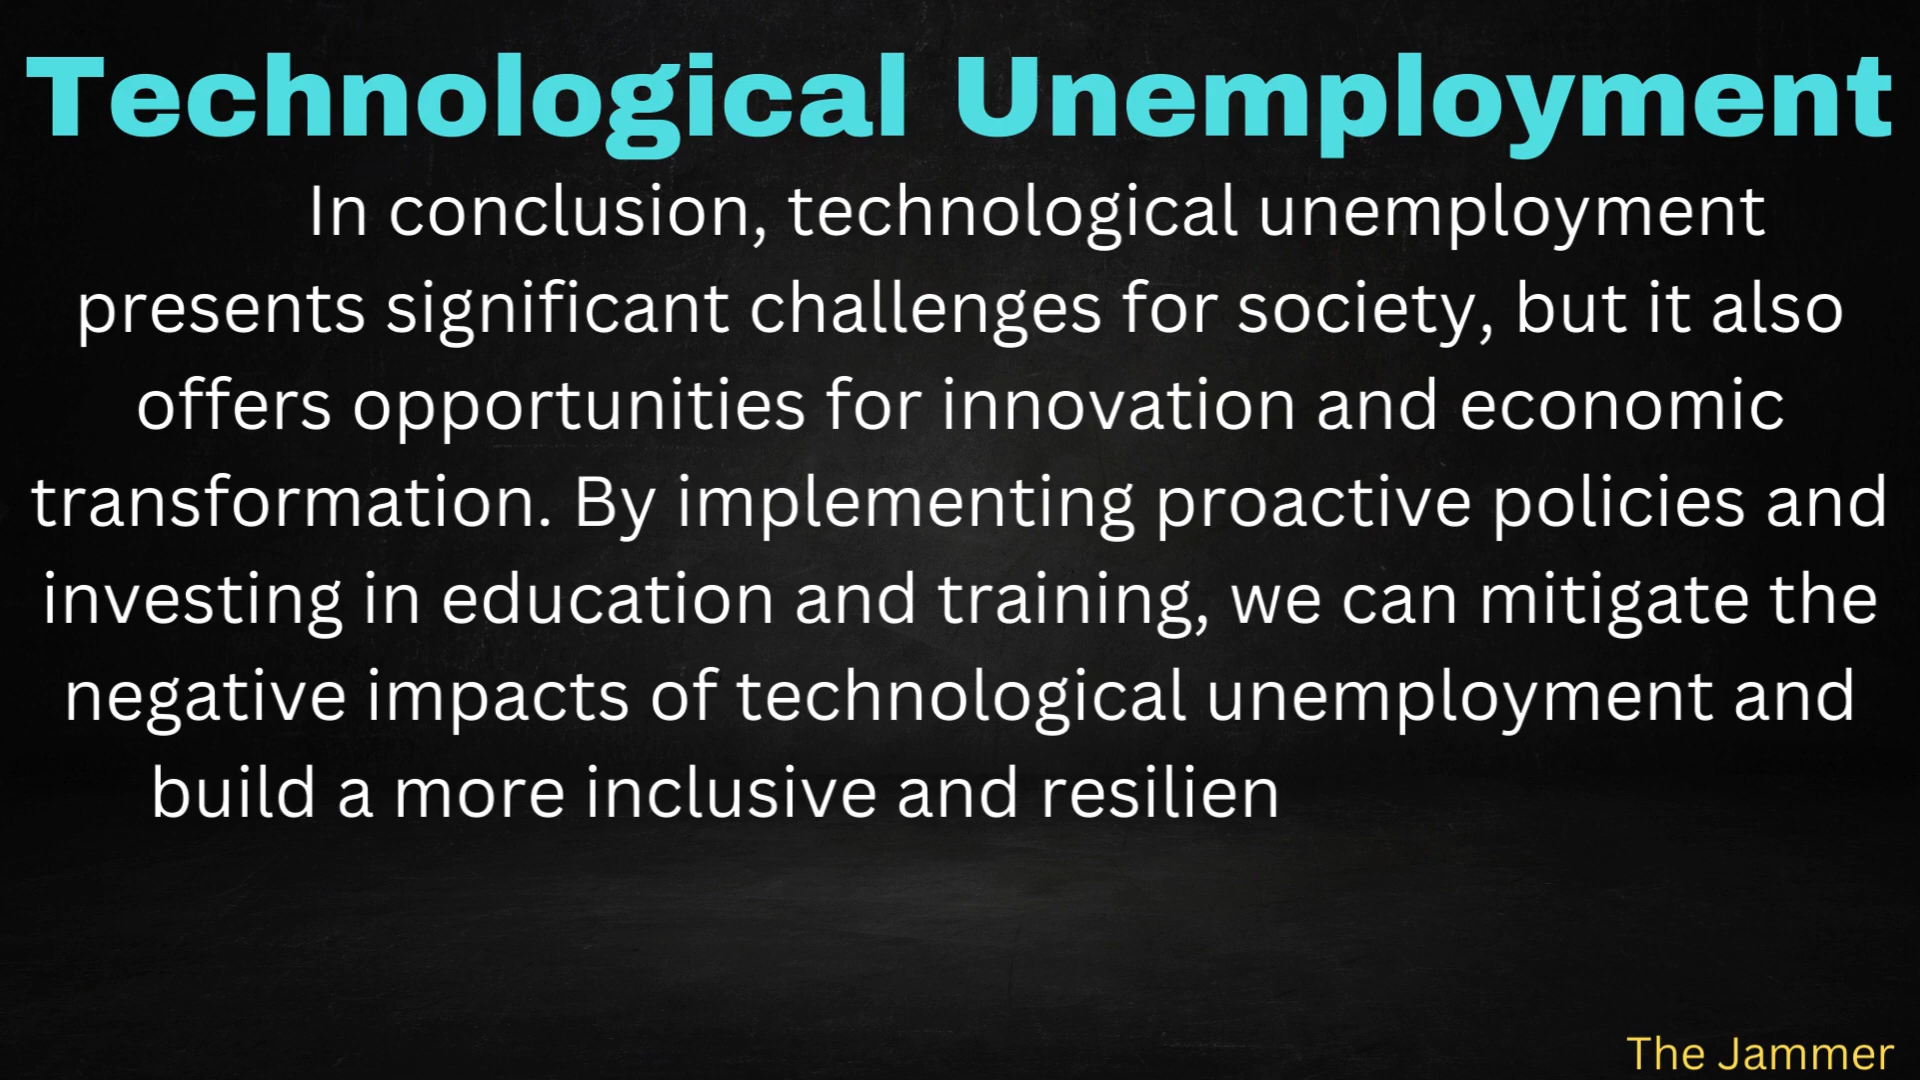 Technological Unemployment
In conclusion, technological unemployment
presents significant challenges for society, but it also
offers opportunities for innovation and economic
transformation. By implementing proactive policies and
investing in education and training, we can mitigate the
negative impacts of technological unemployment and
build a more inclusive and resilien
The Jammer